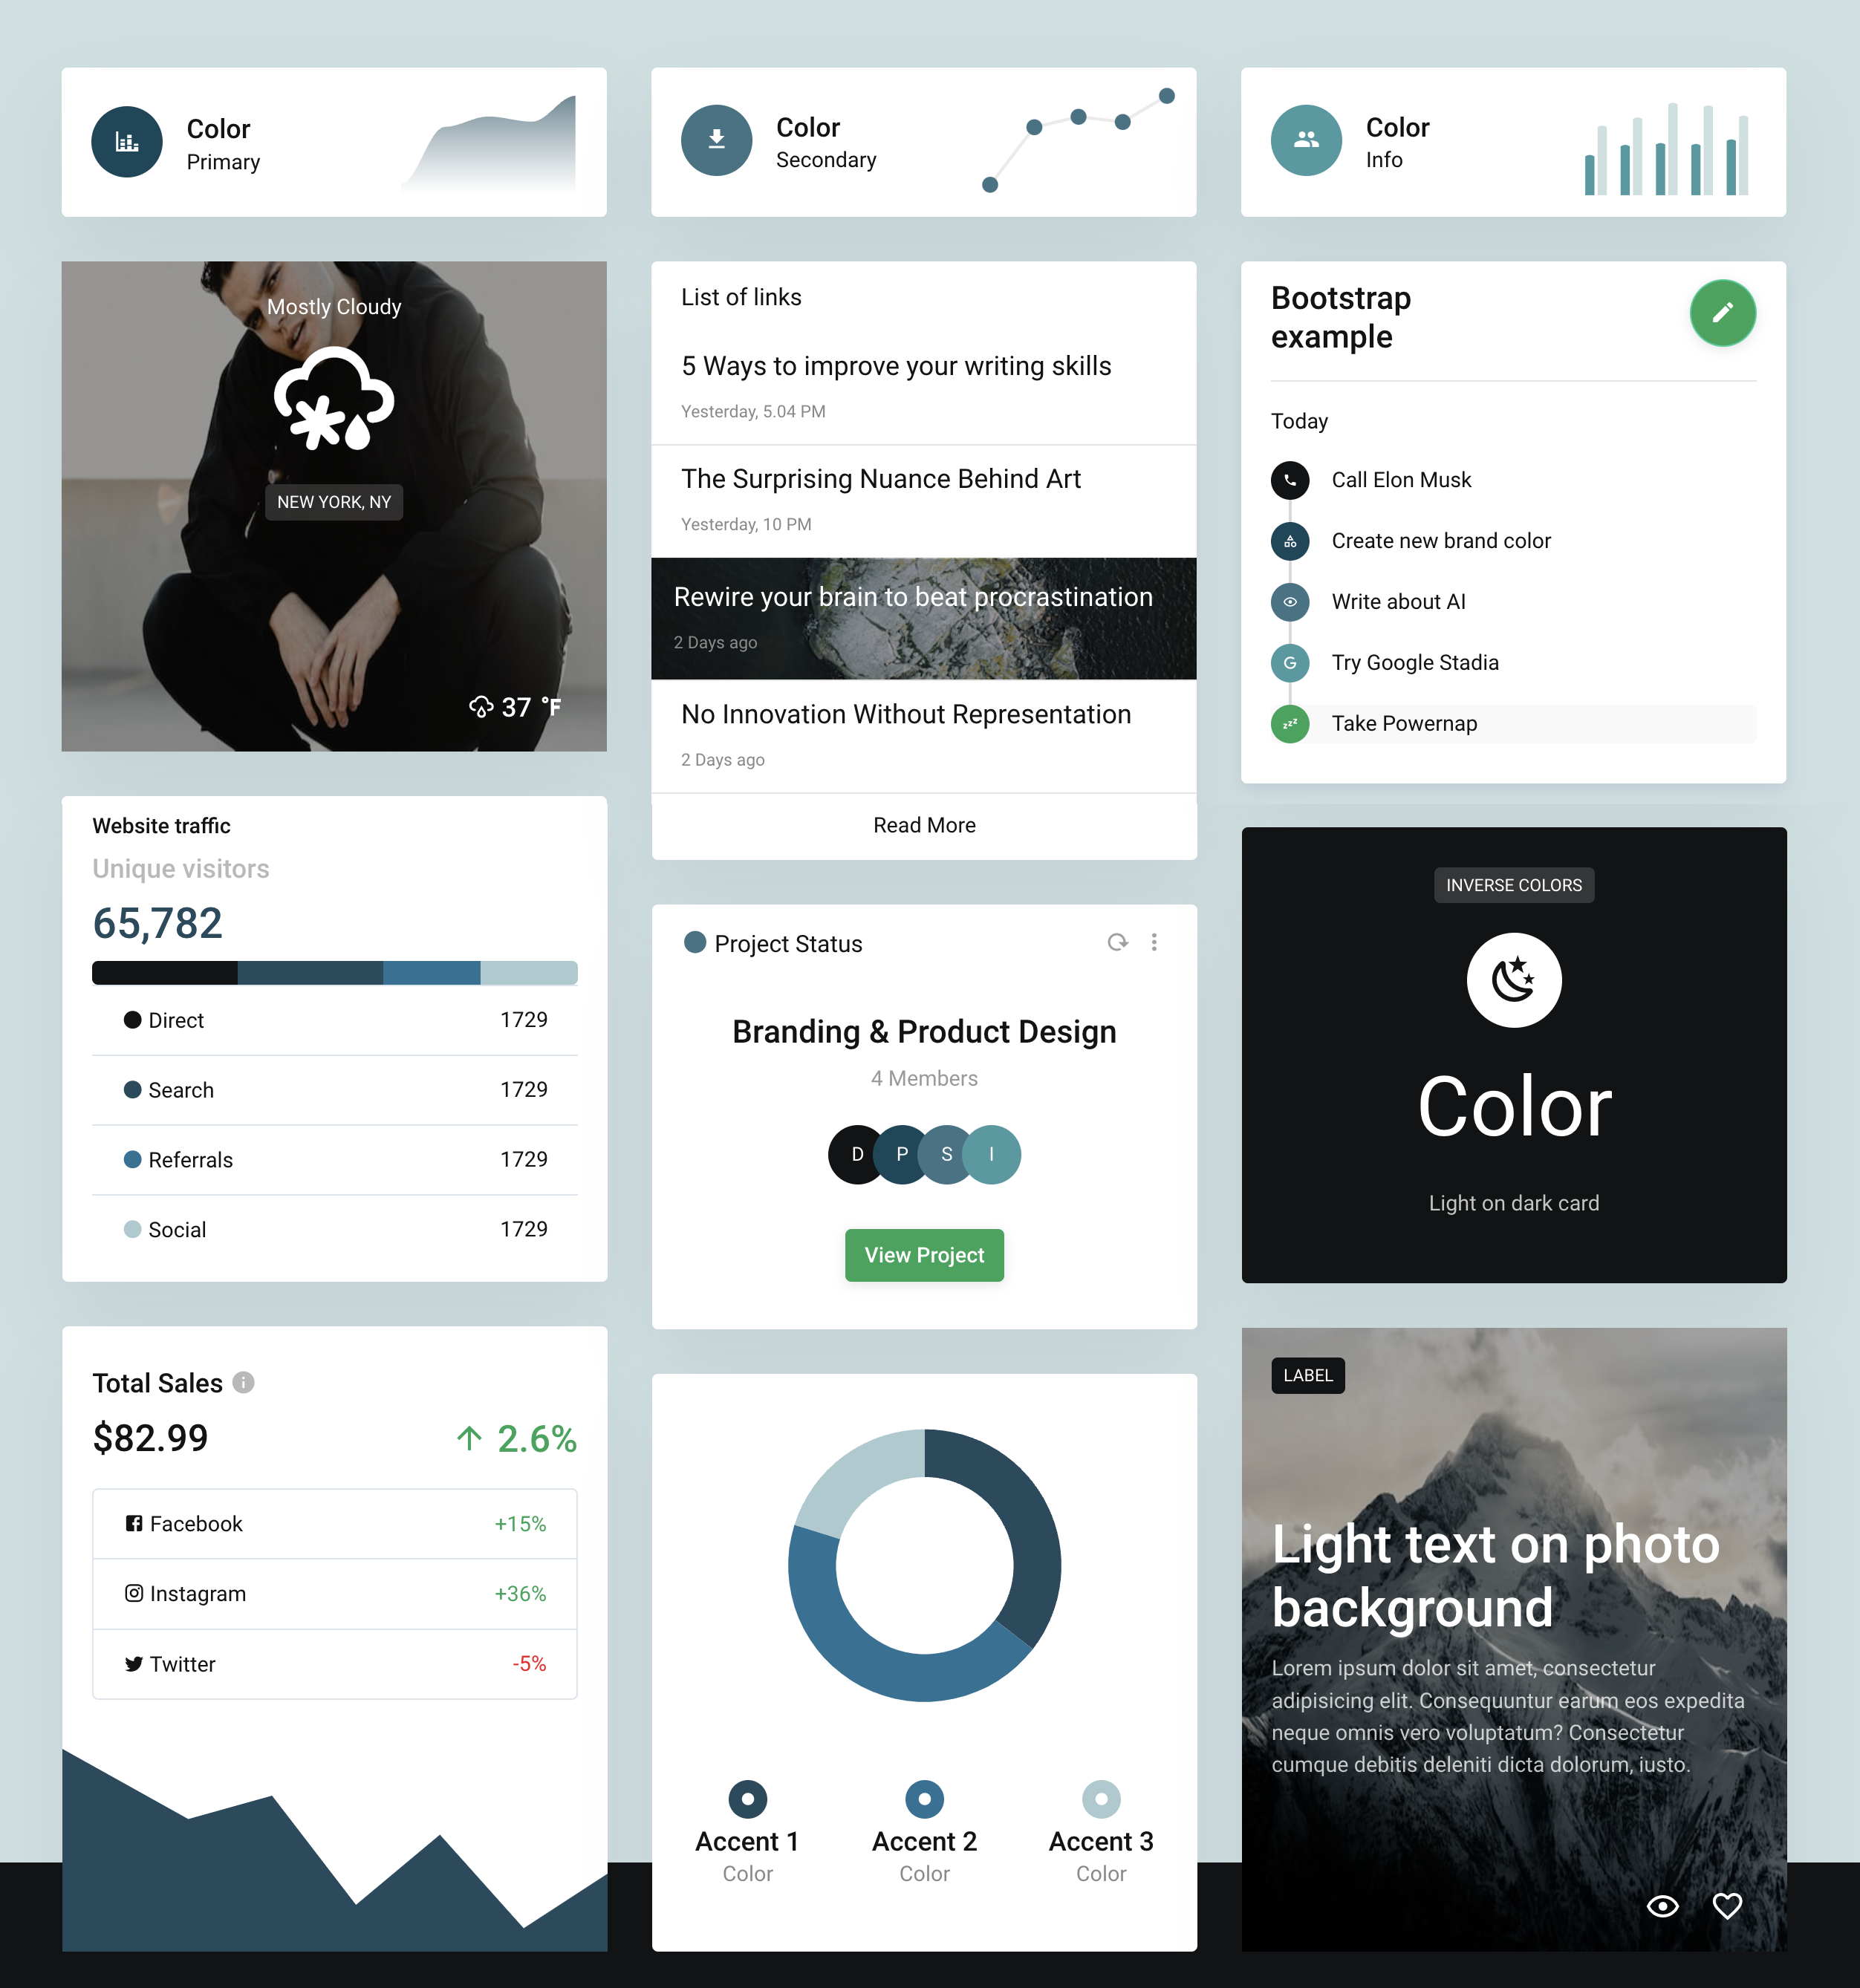 Color
Primary
Color
Secondary
Color
Info
Mostly Cloudy
NEW YORK, NY
37 °F
List of links
5 Ways to improve your writing skills
Yesterday, 5.04 PM
The Surprising Nuance Behind Art
Yesterday, 10 PM
Rewire your brain to beat procrastination
2 Days ago
No Innovation Without Representation
2 Days ago
Read More
Bootstrap
example
Today
Call Elon Musk
Create new brand color
Write about AI
G Try Google Stadia
zzz Take Powernap
Website traffic
Unique visitors
65,782
Direct 1729
Search 1729
Referrals 1729
Social 1729
Project Status
Branding & Product Design
4 Members
D P S I
View Project
INVERSE COLORS
Color
Light on dark card
Total Sales
$82.99 2.6%
Facebook +15%
Instagram +36%
Twitter -5%
Accent 1
Color
Accent 2
Color
Accent 3
Color
LABEL
Light text on photo
background
Lorem ipsum dolor sit amet, consectetur
adipisicing elit. Consequuntur earum eos expedita
neque omnis vero voluptatum? Consectetur
cumque debitis deleniti dicta dolorum, iusto.